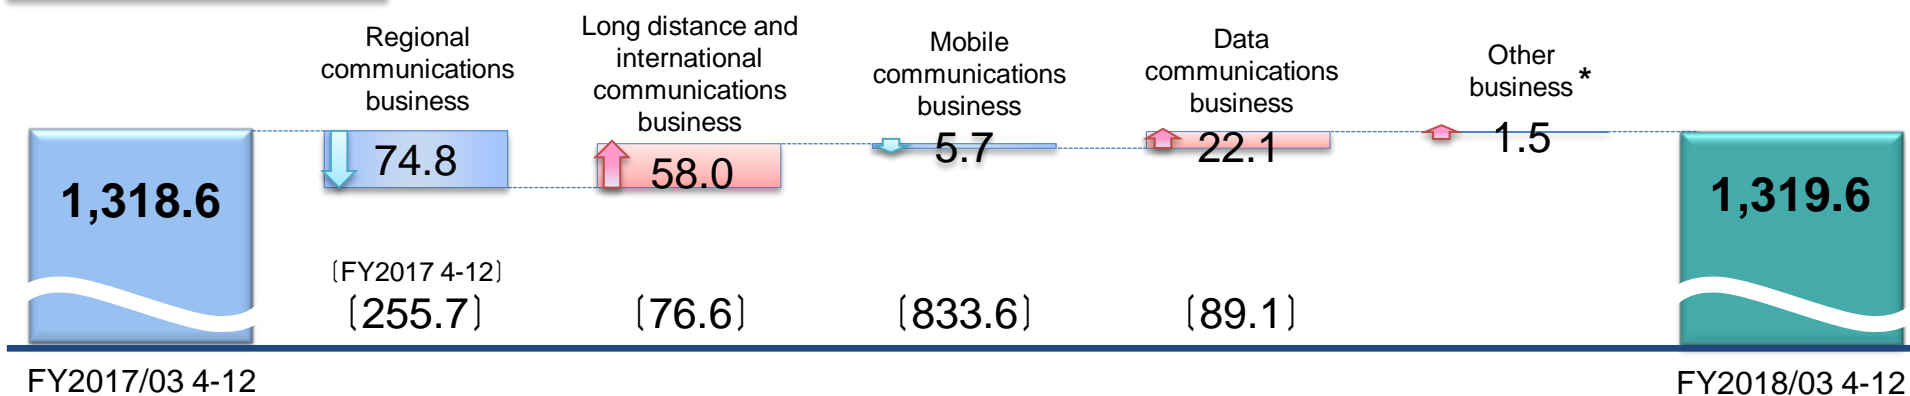 Regional
communications
business
Long distance and
international
communications
business
Mobile
communications
business
Data
communications
business
Other
business *
1,318.6
74.8
58.0
5.7
22.1
1.5
1,319.6
[FY2017 4-12]
[255.7]
[76.6]
[833.6]
[89.1]
FY2017/03 4-12
FY2018/03 4-12